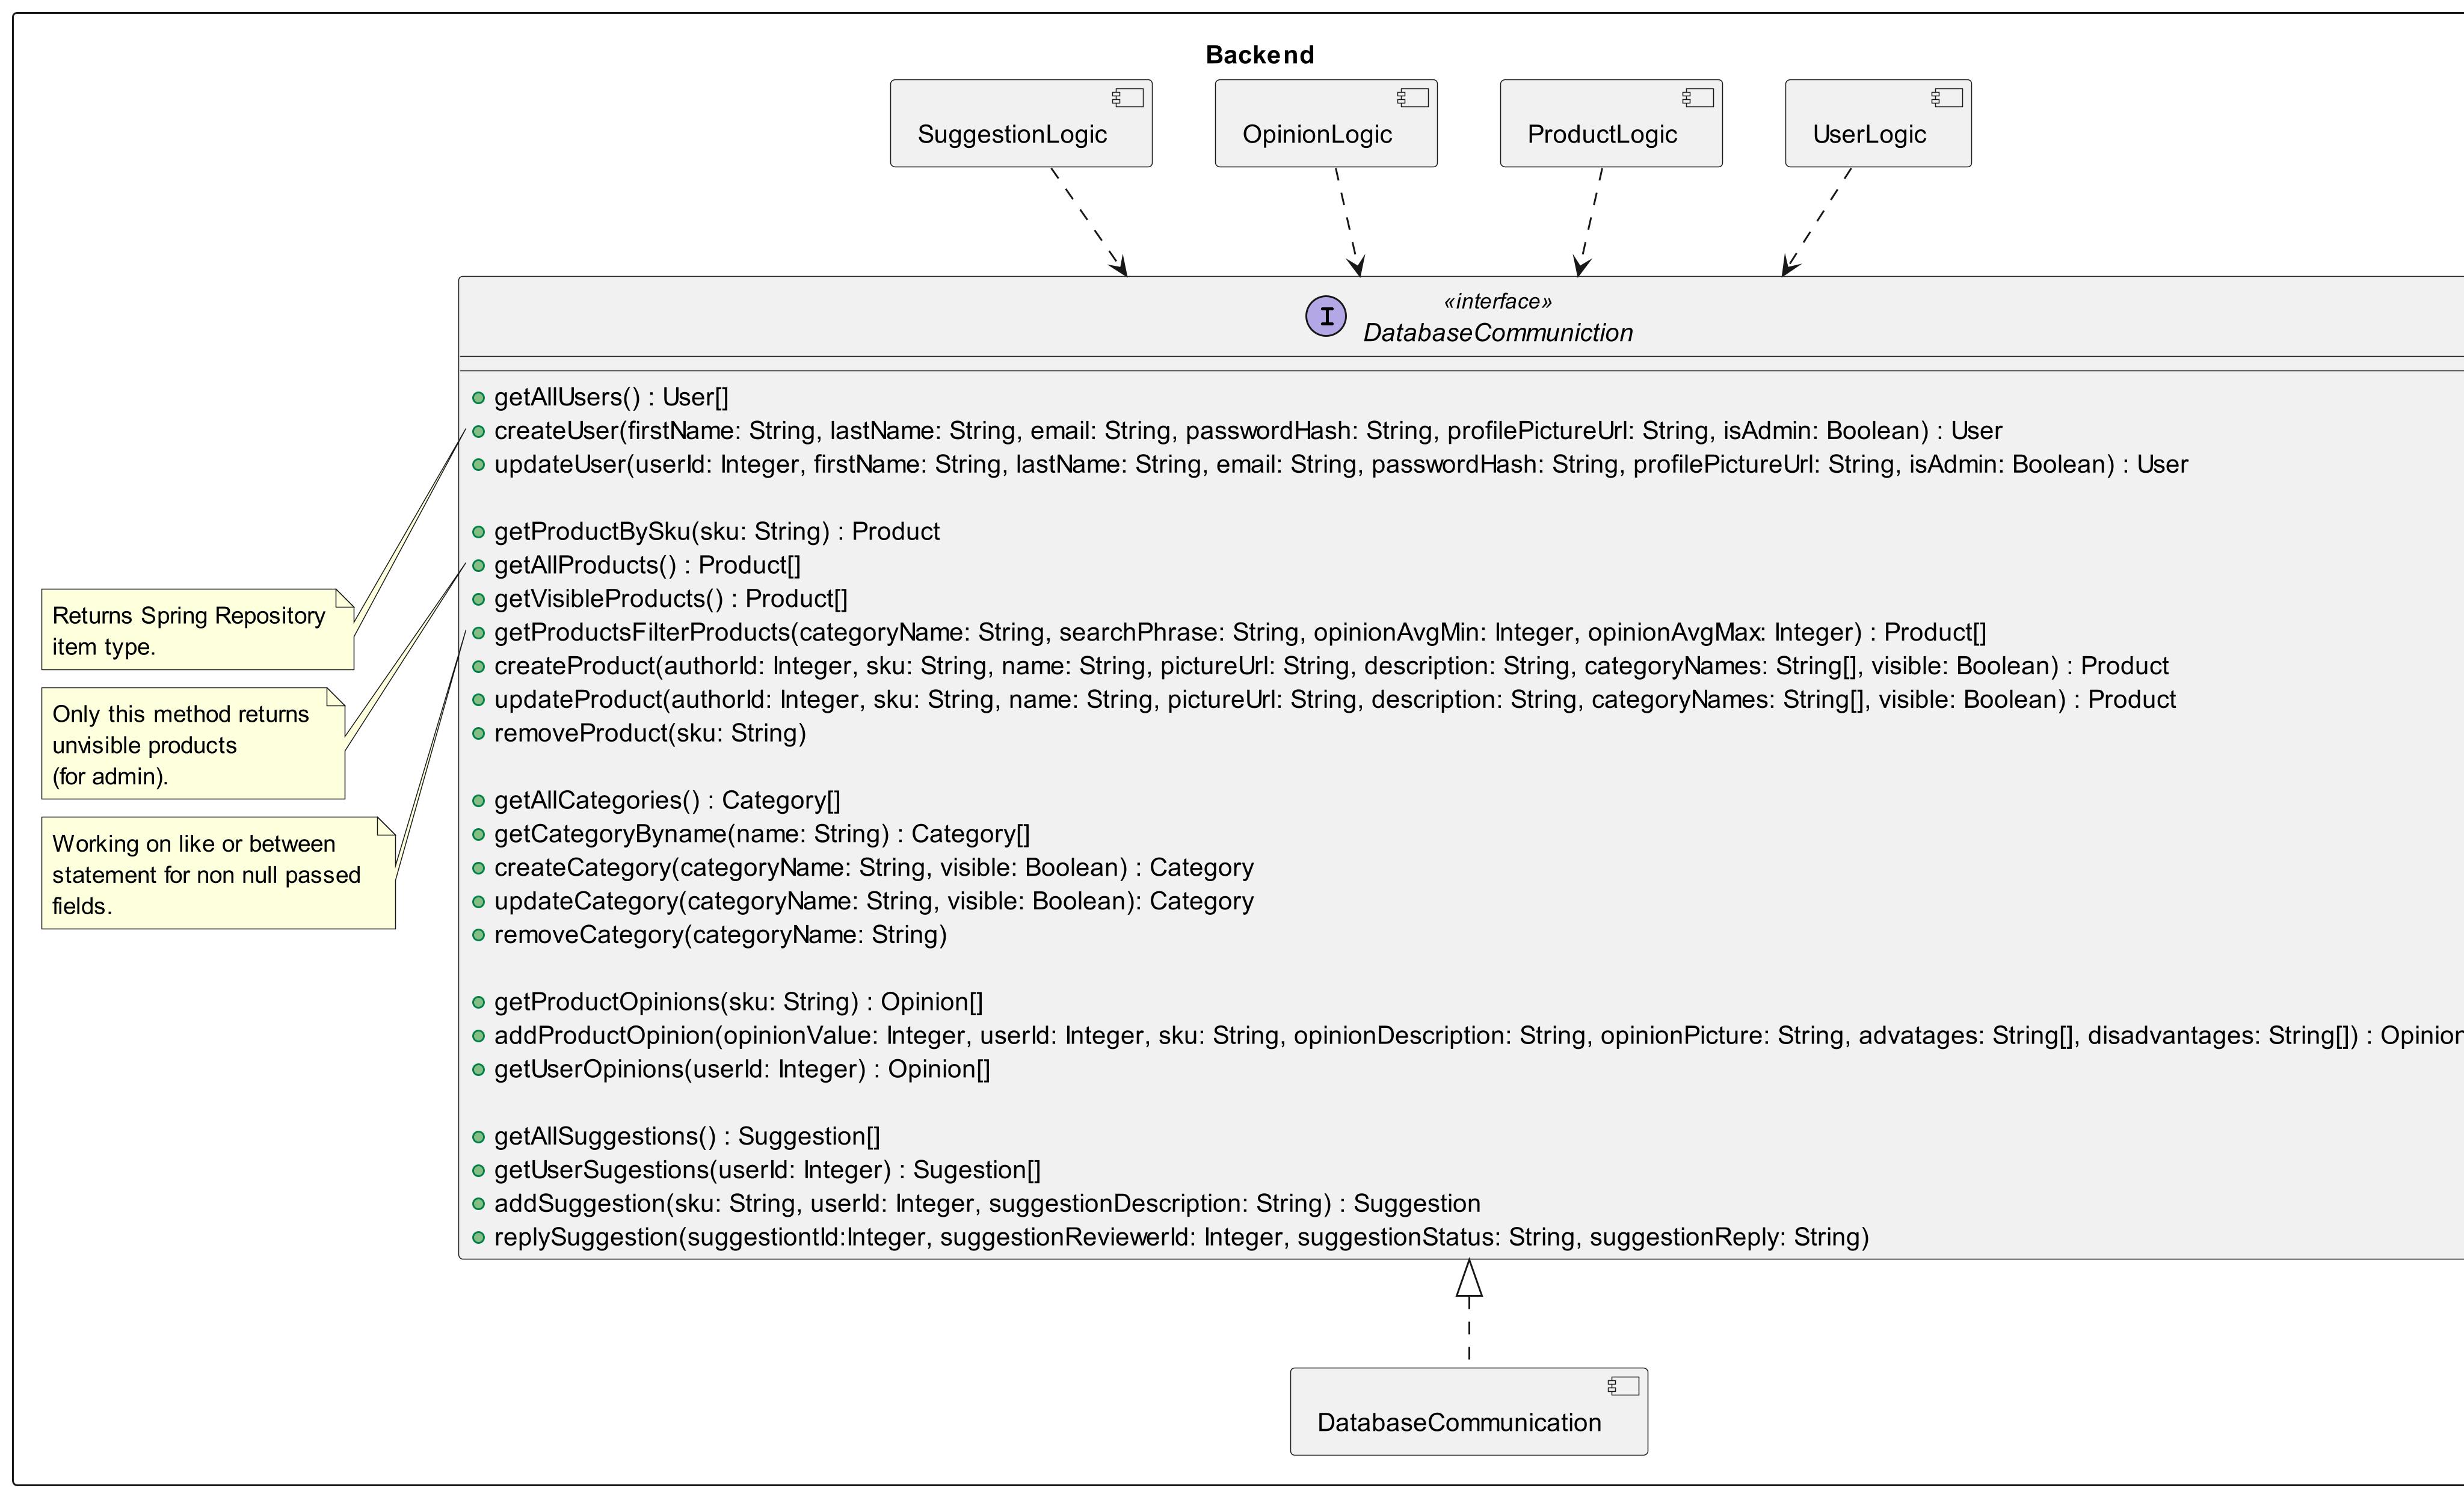 Backend
SuggestionLogic
OpinionLogic
ProductLogic
UserLogic
I
«interface»
DatabaseCommuniction
getAllUsers() : User[]
createUser(firstName: String, lastName: String, email: String, passwordHash: String, profilePictureUrl: String, isAdmin: Boolean) : User
updateUser(userId: Integer, firstName: String, lastName: String, email: String, passwordHash: String, profilePictureUrl: String, isAdmin: Boolean) : User
getProductBySku(sku: String) : Product
getAllProducts() : Product[]
getVisibleProducts() : Product[]
getProductsFilterProducts(categoryName: String, searchPhrase: String, opinionAvgMin: Integer, opinionAvgMax: Integer) : Product[]
createProduct(authorId: Integer, sku: String, name: String, pictureUrl: String, description: String, categoryNames: String[], visible: Boolean) : Product
updateProduct(authorId: Integer, sku: String, name: String, pictureUrl: String, description: String, categoryNames: String[], visible: Boolean) : Product
removeProduct(sku: String)
getAllCategories() : Category[]
getCategoryByname(name: String) : Category[]
createCategory(categoryName: String, visible: Boolean) : Category
updateCategory(categoryName: String, visible: Boolean): Category
removeCategory(categoryName: String)
getProductOpinions(sku: String) : Opinion[]
addProductOpinion(opinionValue: Integer, userId: Integer, sku: String, opinionDescription: String, opinionPicture: String, advatages: String[], disadvantages: String[]) : Opinion
getUserOpinions(userId: Integer) : Opinion[]
getAllSuggestions() : Suggestion[]
getUserSugestions(userId: Integer) : Sugestion[]
addSuggestion(sku: String, userId: Integer, suggestionDescription: String) : Suggestion
replySuggestion(suggestiontId:Integer, suggestionReviewerId: Integer, suggestionStatus: String, suggestionReply: String)
Returns Spring Repository
item type.
Only this method returns
unvisible products
(for admin).
Working on like or between
statement for non null passed
fields.
DatabaseCommunication